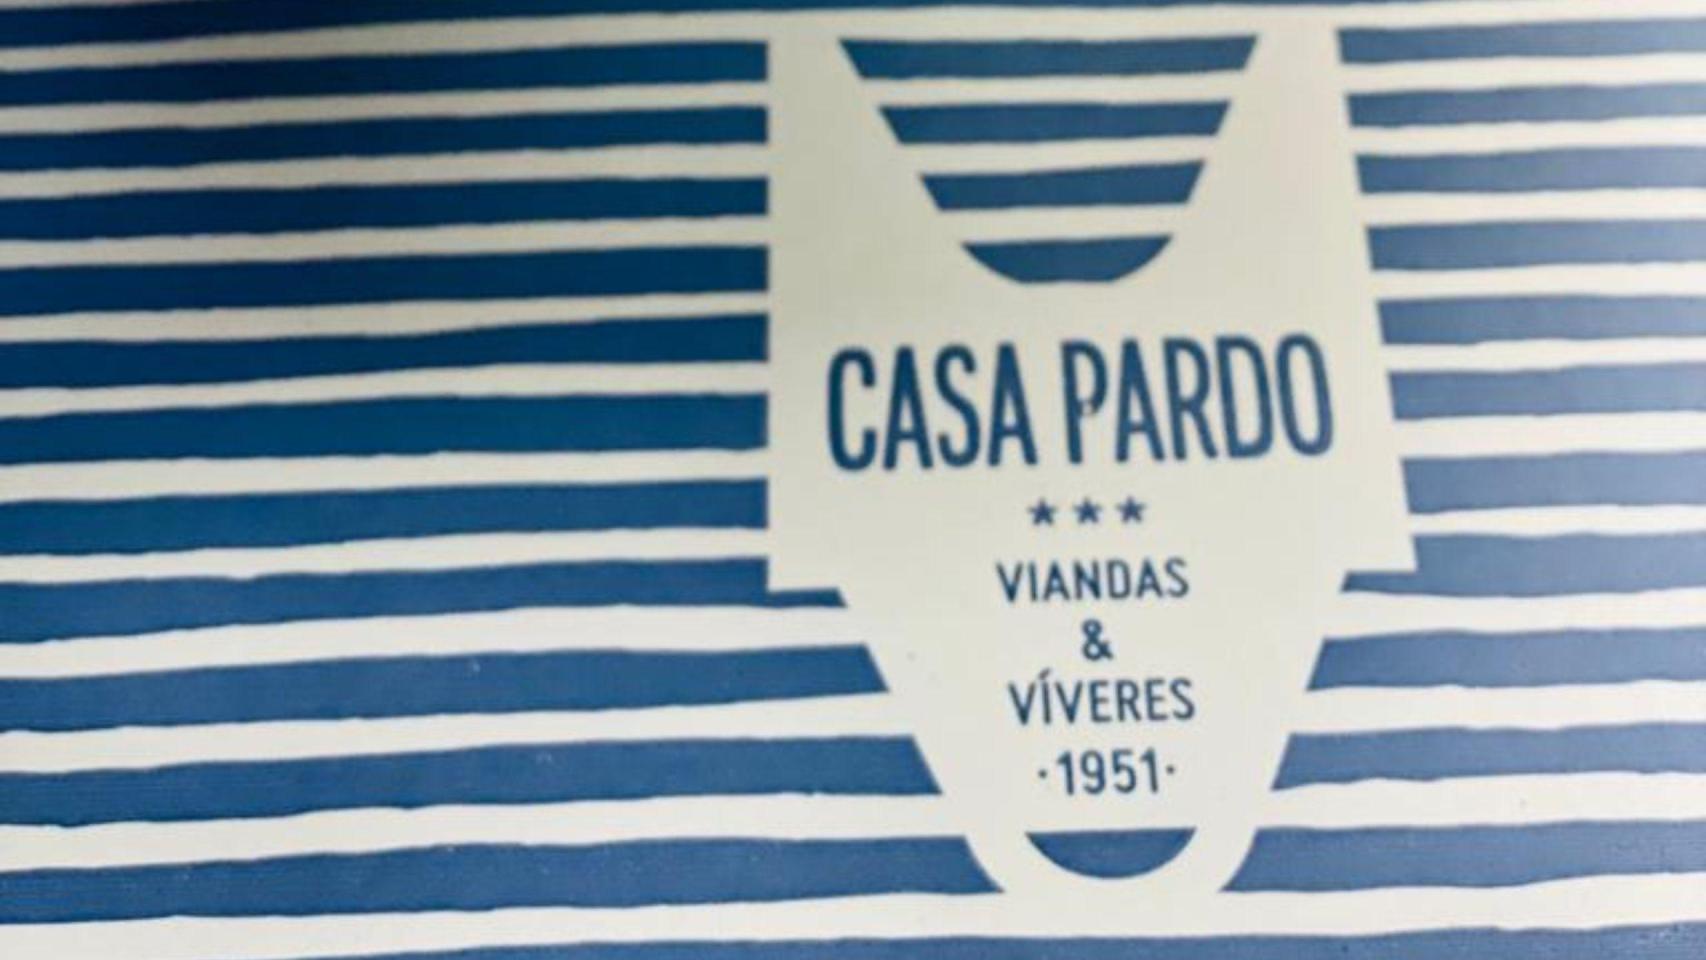 CASA PARDO
★★★
VIANDAS
&
VÍVERES
·1951·